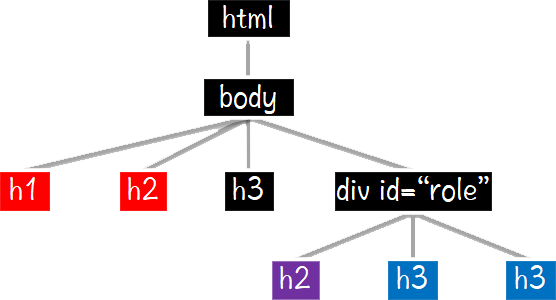 html
body
h1
h2
h3
div id=“role”
h2
h3
h3